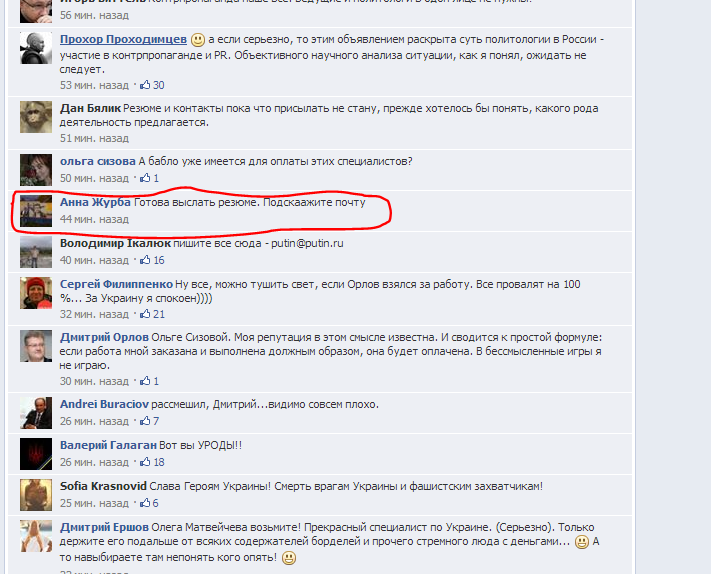 54 мин. назад
Прохор Проходимцев а если серьезно, то этим объявлением раскрыта суть политологии в России -
участие в контрпропаганде и PR. Объективного научного анализа ситуации, как я понял, ожидать не
следует.
53 мин. назад · 30
Дан Бялик Резюме и контакты пока что присылать не стану, прежде хотелось бы понять, какого рода
деятельность предлагается.
51 мин. назад
ольга сизова А бабло уже имеется для оплаты этих специалистов?
50 мин. назад · 1
Анна Журба Готова выслать резюме. Подскаажите почту
44 мин. назад
Володимир Ікалюк пишите все сюда - putin@putin.ru
40 мин. назад · 16
Сергей Филиппенко Ну все, можно тушить свет, если Орлов взялся за работу. Все провалят на 100
%... За Украину я спокоен))))
32 мин. назад · 21
Дмитрий Орлов Ольге Сизовой. Моя репутация в этом смысле известна. И сводится к простой формуле:
если работа мной заказана и выполнена должным образом, она будет оплачена. В бессмысленные игры я
не играю.
30 мин. назад · 1
Andrei Buraciov рассмешил, Дмитрий...видимо совсем плохо.
26 мин. назад · 7
Валерий Галаган Вот вы УРОДЫ!!
26 мин. назад · 18
Sofia Krasnovid Слава Героям Украины! Смерть врагам Украины и фашистским захватчикам!
25 мин. назад · 6
Дмитрий Ершов Олега Матвейчева возьмите! Прекрасный специалист по Украине. (Серьезно). Только
держите его подальше от всяких содержателей борделей и прочего стремного люда с деньгами... А
то навыбираете там непонять кого опять!